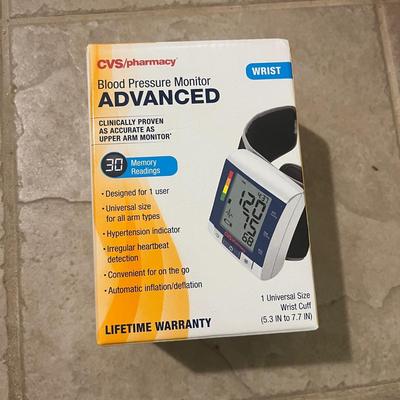 CVS/pharmacy
WRIST
Blood Pressure Monitor
ADVANCED
CLINICALLY PROVEN
AS ACCURATE AS
UPPER ARM MONITOR*
30 Memory
Readings
• Designed for 1 user
• Universal size
for all arm types
• Hypertension indicator
• Irregular heartbeat
detection
• Convenient for on the go
• Automatic inflation/deflation
CVS/pharmacy
1 Universal Size
Wrist Cuff
(5.3 IN to 7.7 IN)
LIFETIME WARRANTY